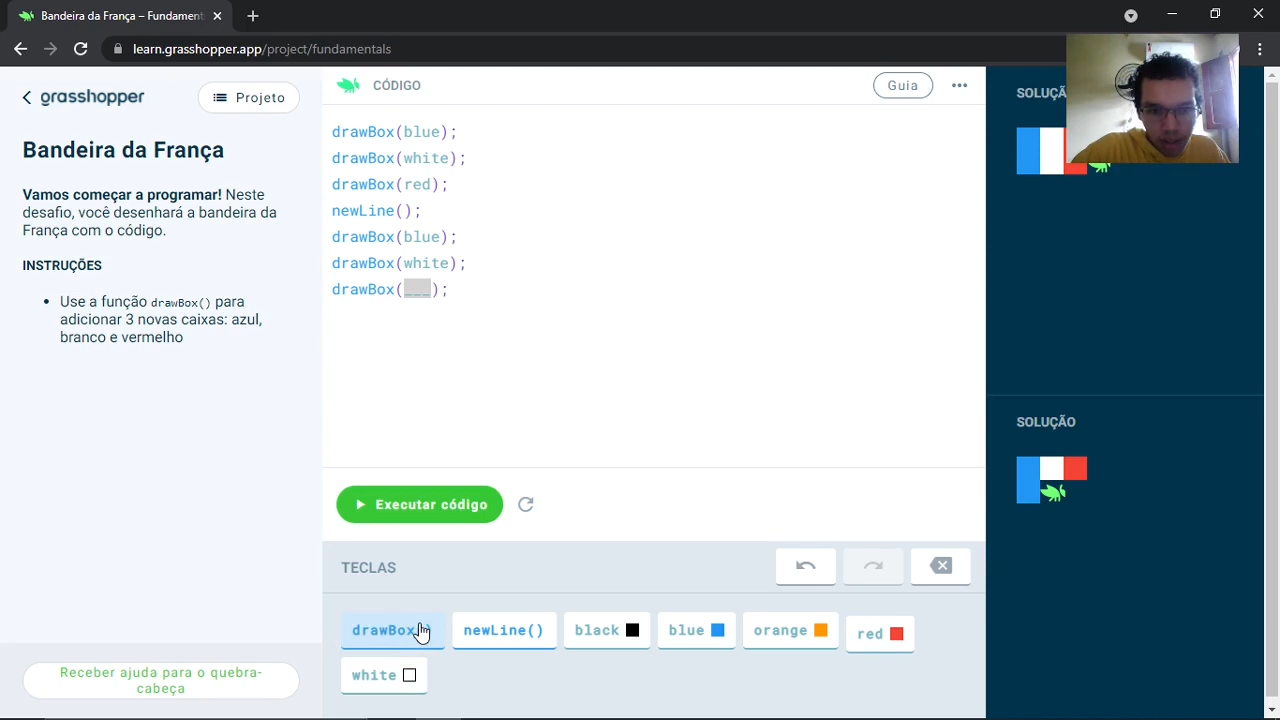 Bandeira da França – Fundament
learn.grasshopper.app/project/fundamentals
grasshopper
Projeto
Bandeira da França
Vamos começar a programar! Neste
desafio, você desenhará a bandeira da
França com o código.
INSTRUÇÕES
• Use a função drawBox() para
adicionar 3 novas caixas: azul,
branco e vermelho
Receber ajuda para o quebra-
cabeça
CÓDIGO
Guia
drawBox(blue);
drawBox(white);
drawBox(red);
newLine();
drawBox(blue);
drawBox(white);
drawBox(___);
Executar código
TECLAS
drawBox()
newLine()
black
blue
orange
red
white
SOLUÇÃ
SOLUÇÃO